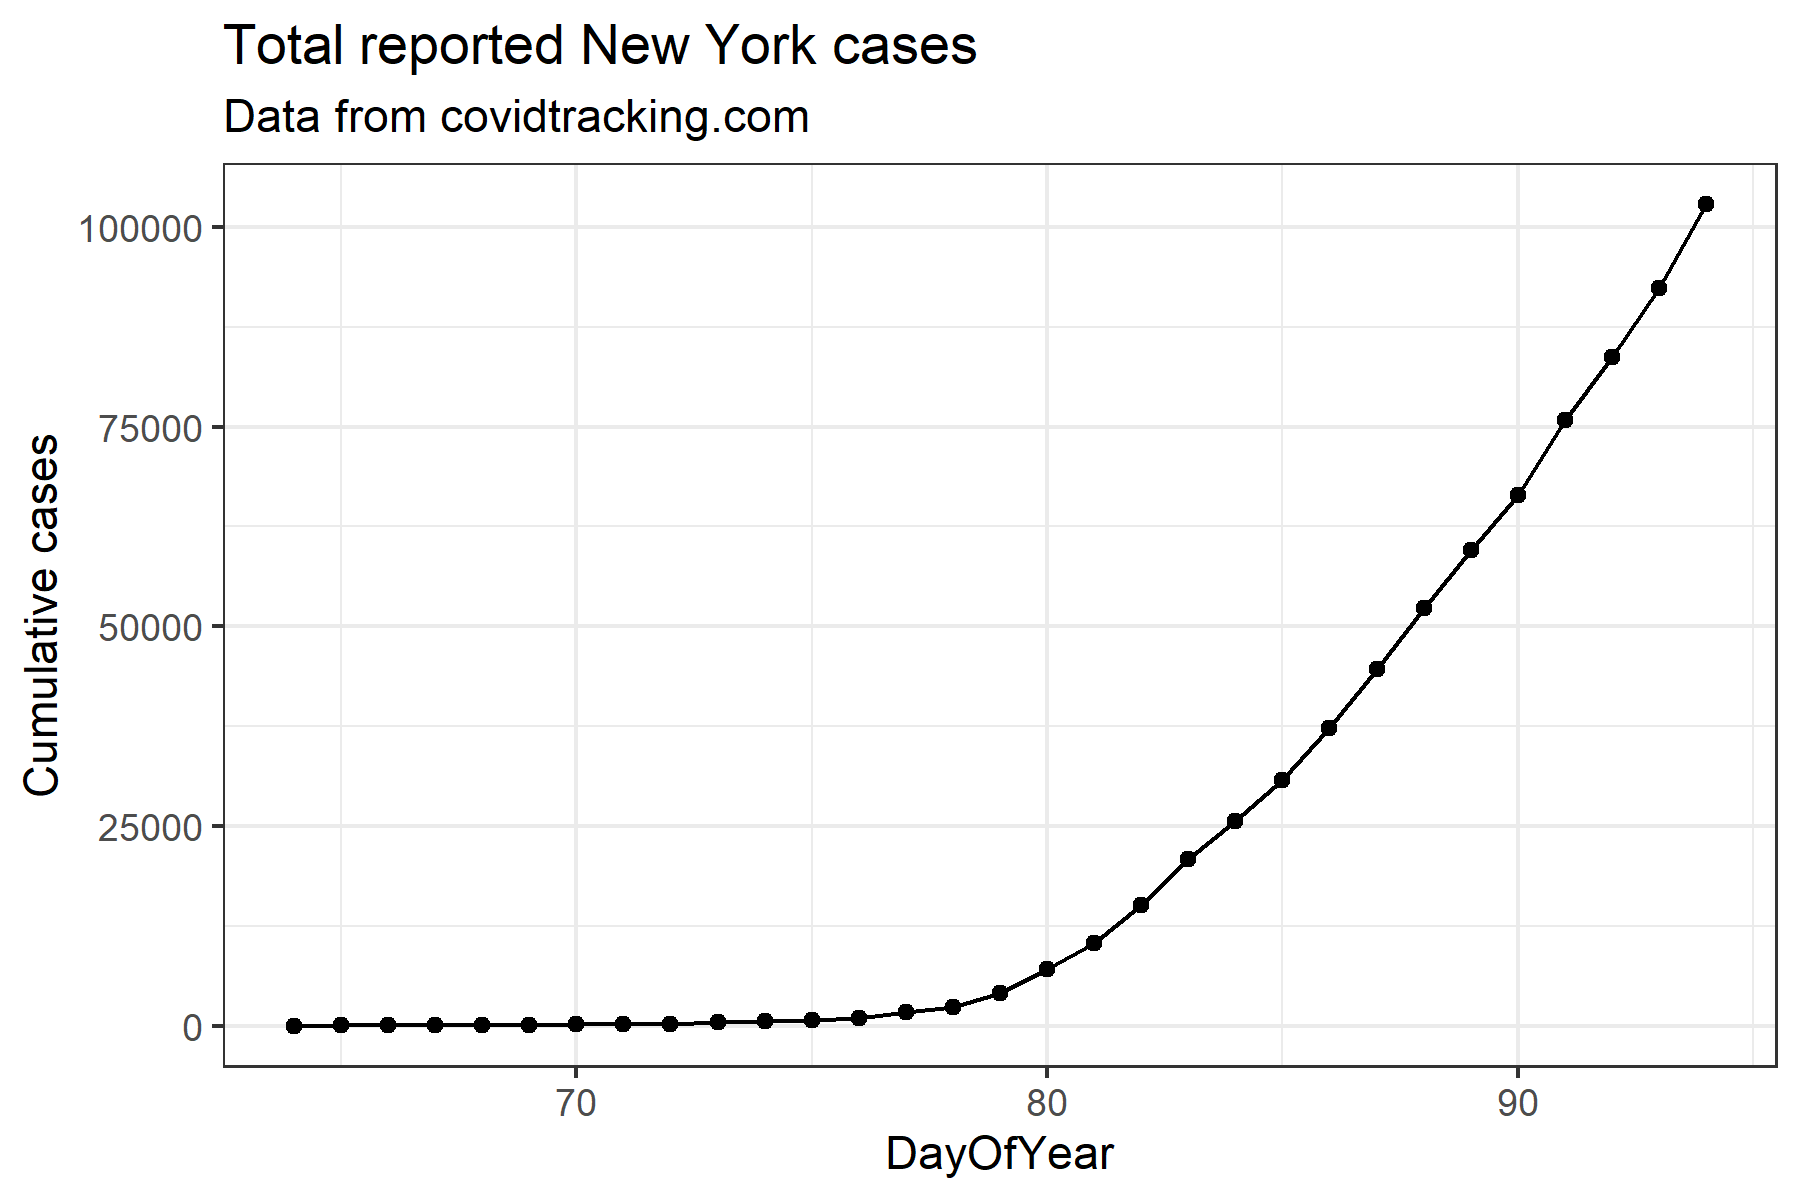 Total reported New York cases
Data from covidtracking.com
100000
75000
50000
25000
0
Cumulative cases
70 80 90
DayOfYear